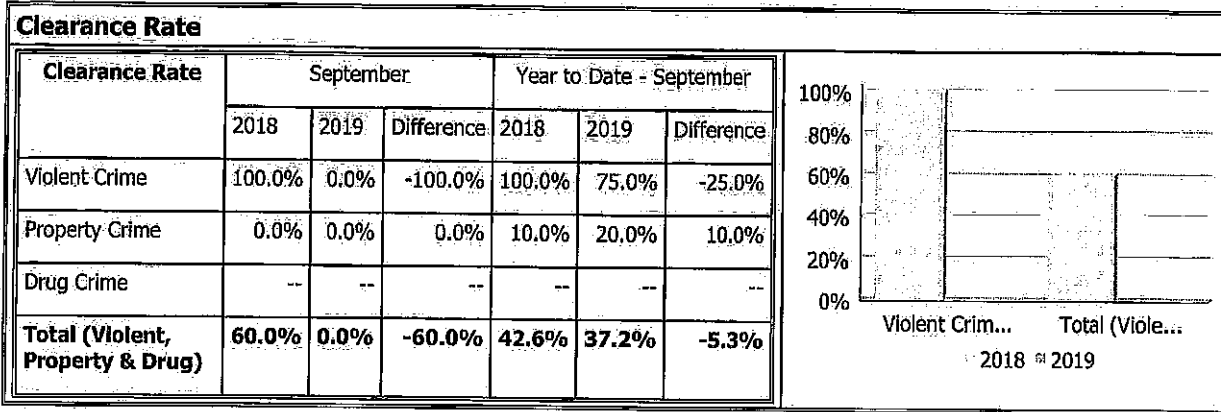 Clearance Rate
Clearance Rate September Year to Date - September
2018 2019 Difference 2018 2019 Difference
Violent Crime 100.0% 0.0% -100.0% 100.0% 75.0% -25.0%
Property Crime 0.0% 0.0% 0.0% 10.0% 20.0% 10.0%
Drug Crime -- -- -- -- -- --
Total (Violent, 60.0% 0.0% -60.0% 42.6% 37.2% -5.3%
Property & Drug)
100%
80%
60%
40%
20%
0%
Violent Crim... Total (Viole...
2018 2019